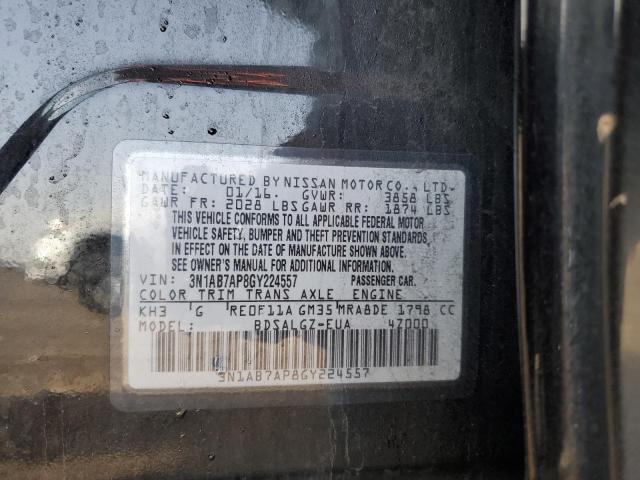 MANUFACTURED BY NISSAN MOTOR CO., LTD.
DATE: 01/16 GVWR: 3858 LBS
GAWR FR: 2028 LBS GAWR RR: 1874 LBS
THIS VEHICLE CONFORMS TO ALL APPLICABLE FEDERAL MOTOR
VEHICLE SAFETY, BUMPER AND THEFT PREVENTION STANDARDS
IN EFFECT ON THE DATE OF MANUFACTURE SHOWN ABOVE.
SEE OWNER'S MANUAL FOR ADDITIONAL INFORMATION
VIN: 3N1AB7AP8GY224557 PASSENGER CAR.
COLOR TRIM TRANS AXLE ENGINE
KH3 G RE0F11A GM35 MRA8DE 1798 CC
MODEL: BDSALGZ-EUA 4Z000
3N1AB7AP8GY224557